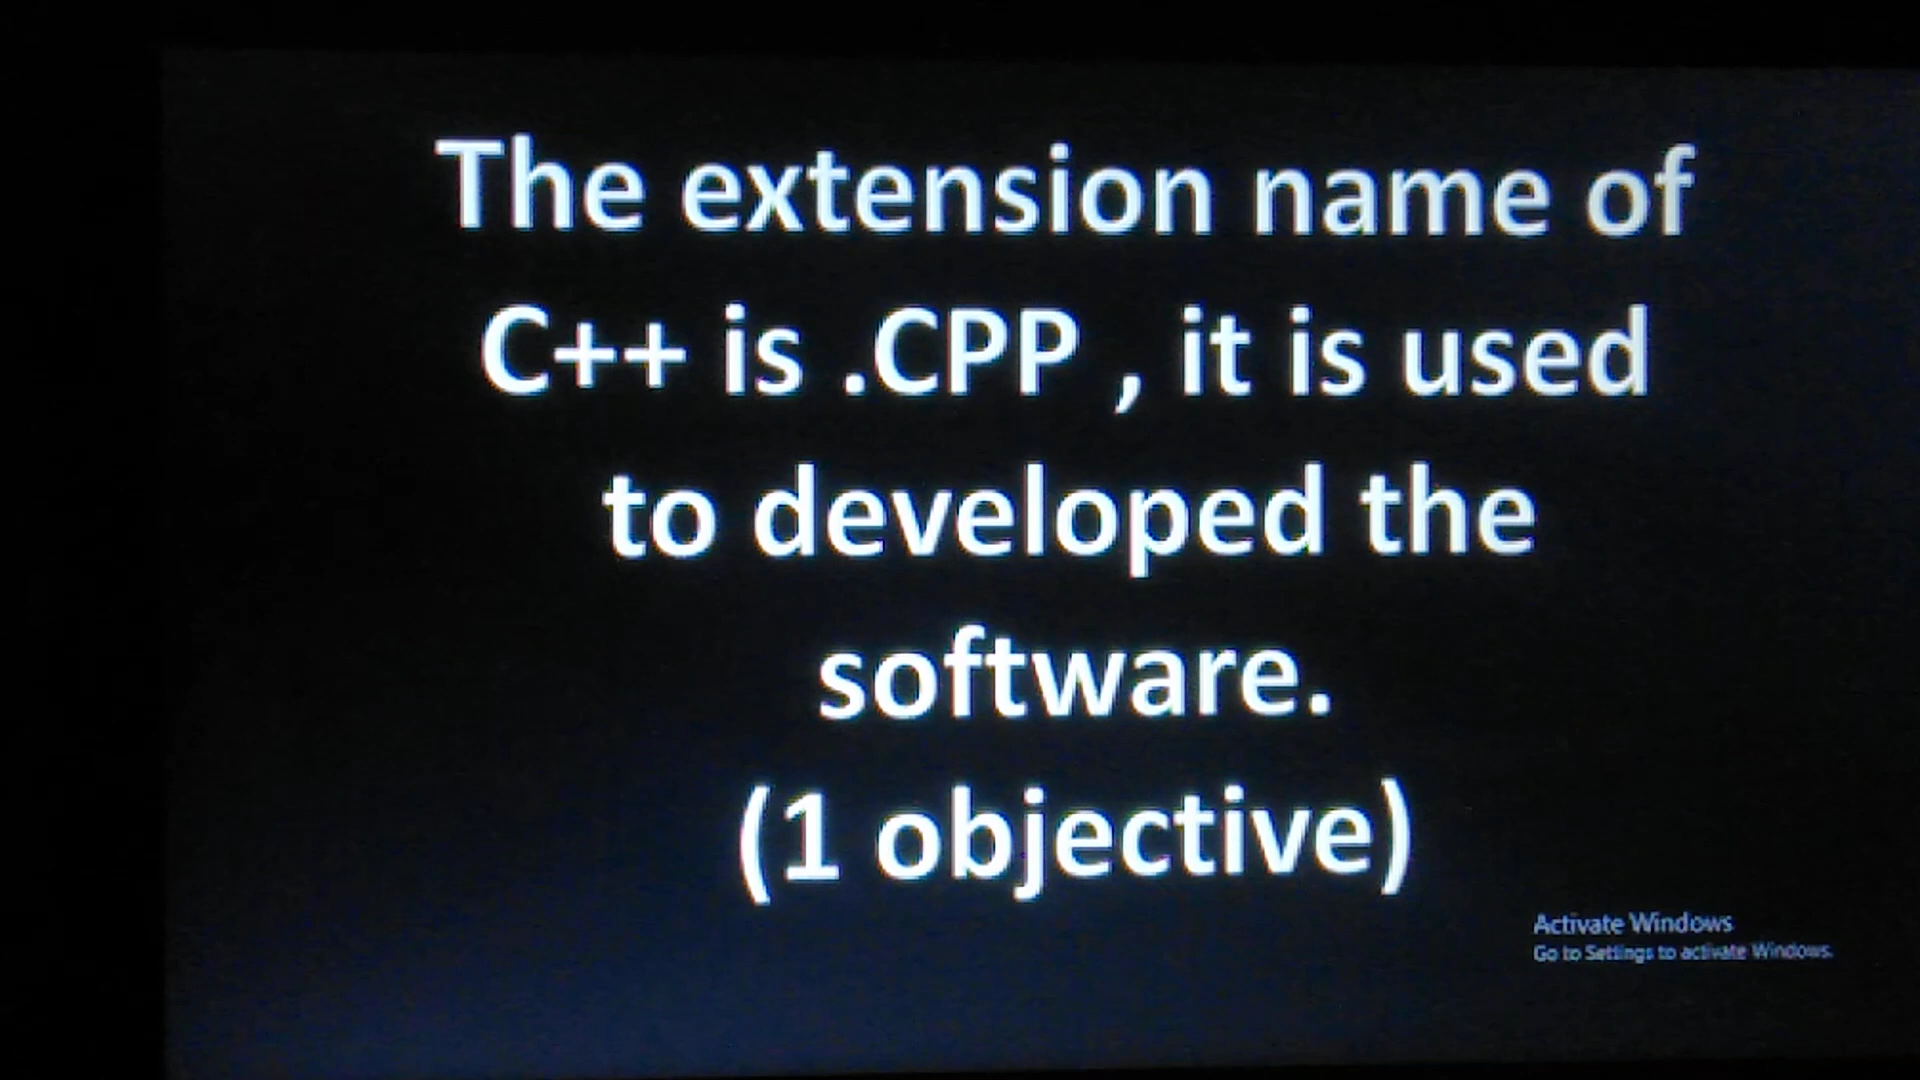 The extension name of
C++ is .CPP , it is used
to developed the
software.
(1 objective)
Activate Windows
Go to Settings to activate Windows.